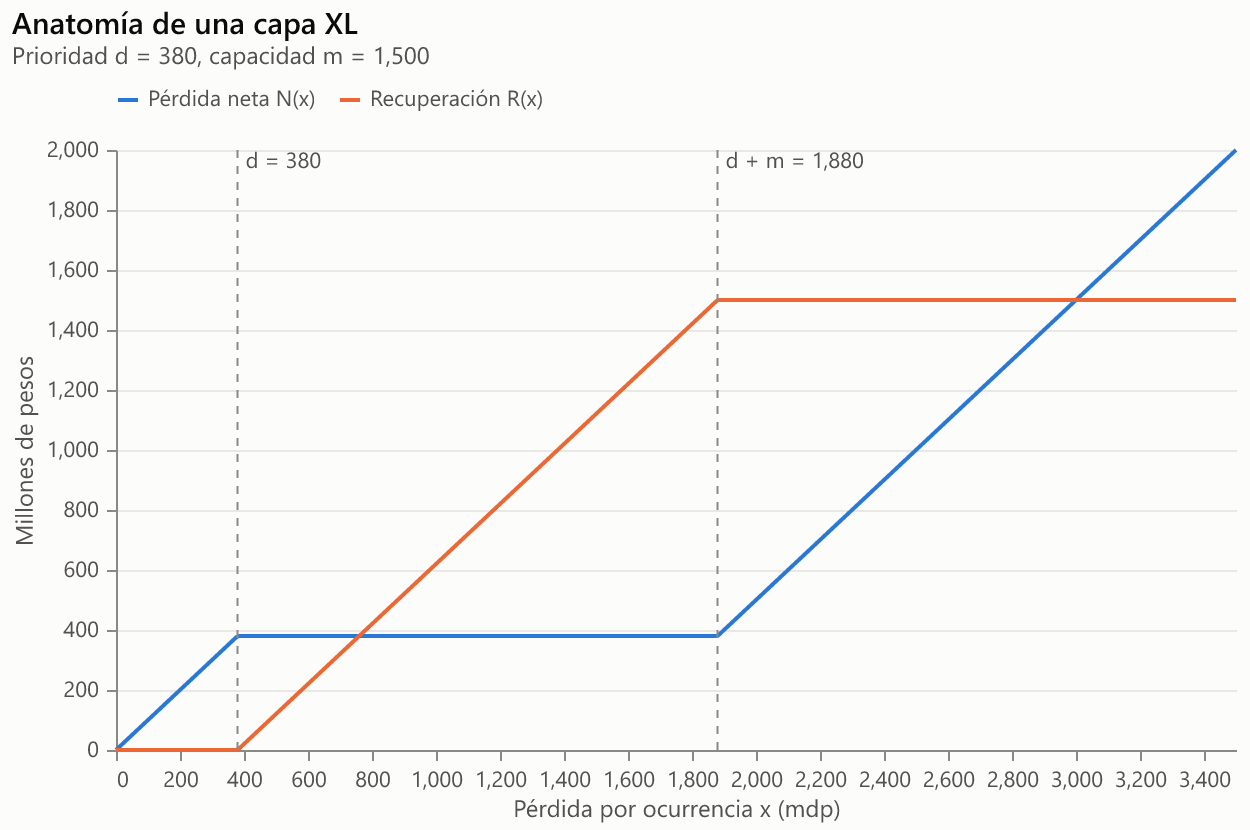 Anatomía de una capa XL
Prioridad d = 380, capacidad m = 1,500
Pérdida neta N(x) Recuperación R(x)
d = 380
d + m = 1,880
2,000
1,800
1,600
1,400
1,200
1,000
800
600
400
200
0
Millones de pesos
0 200 400 600 800 1,000 1,200 1,400 1,600 1,800 2,000 2,200 2,400 2,600 2,800 3,000 3,200 3,400
Pérdida por ocurrencia x (mdp)